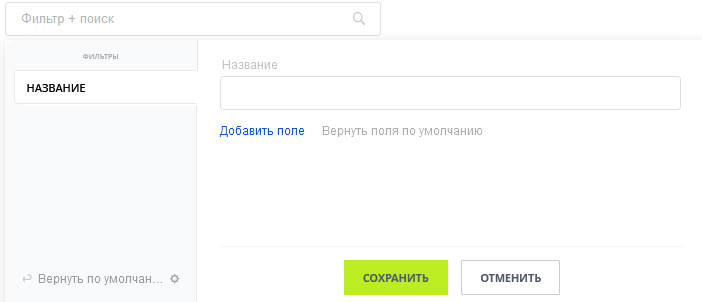 Фильтр + поиск
ФИЛЬТРЫ
НАЗВАНИЕ
Название
Добавить поле Вернуть поля по умолчанию
Вернуть по умолчан...
СОХРАНИТЬ ОТМЕНИТЬ